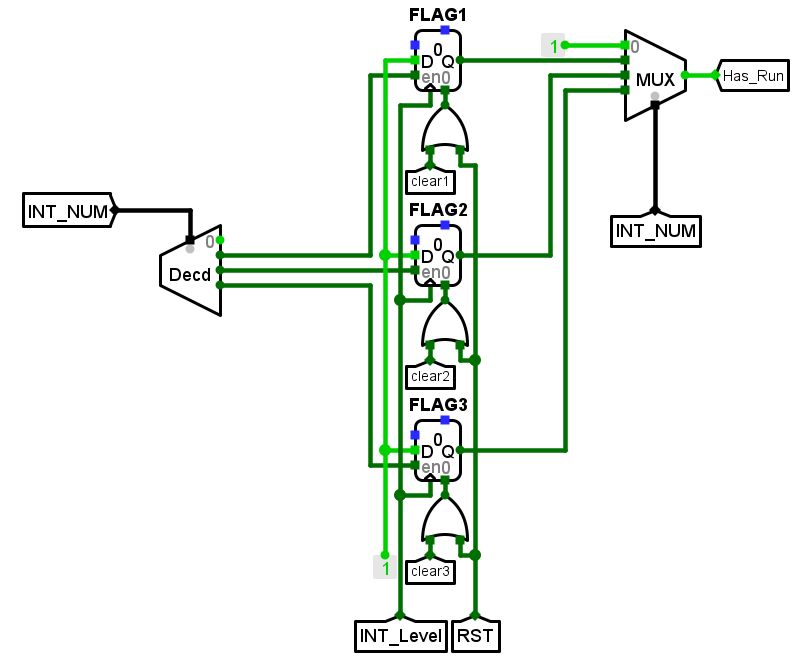 FLAG1
0
D Q
en0
clear1
1
0
MUX
Has_Run
INT_NUM
INT_NUM
0
Decd
FLAG2
0
D Q
en0
clear2
FLAG3
0
D Q
en0
clear3
1
INT_Level
RST